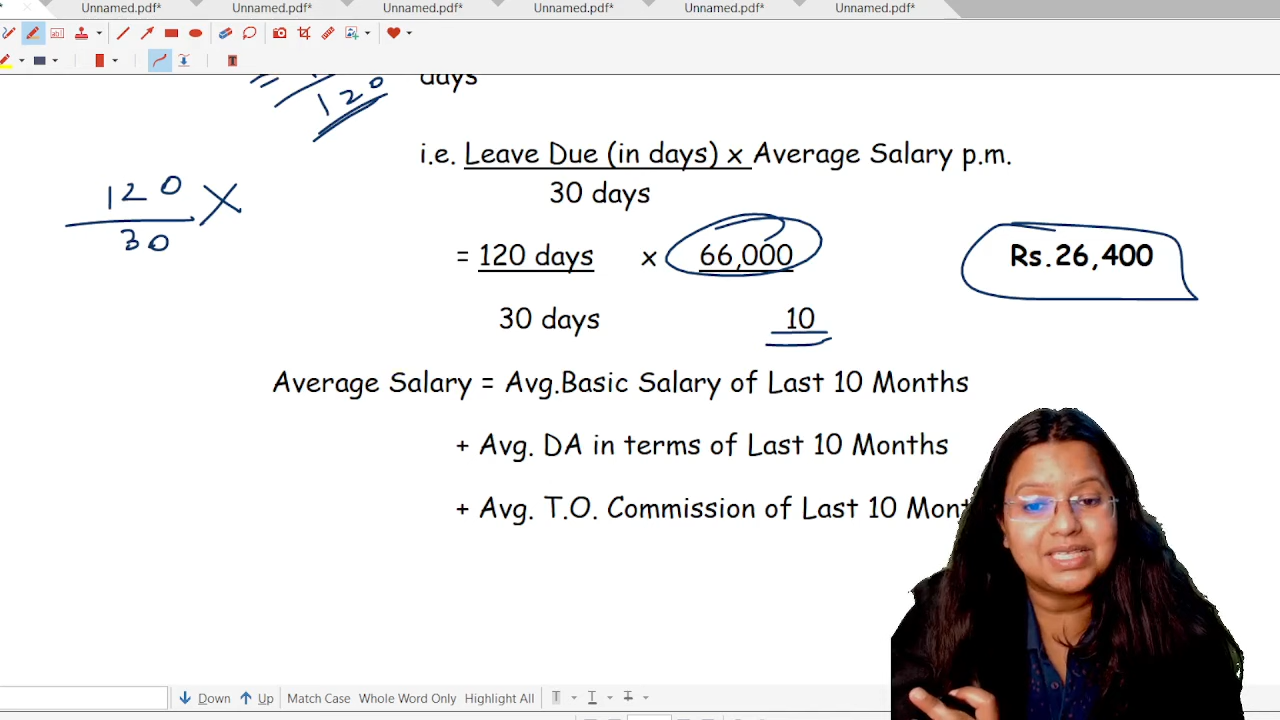 Unnamed.pdf* Unnamed.pdf* Unnamed.pdf* Unnamed.pdf* Unnamed.pdf* Unnamed.pdf*
T
120
days
i.e. Leave Due (in days) x Average Salary p.m.
30 days
120 X
30
= 120 days x 66,000 Rs.26,400
30 days 10
Average Salary = Avg.Basic Salary of Last 10 Months
+ Avg. DA in terms of Last 10 Months
+ Avg. T.O. Commission of Last 10 Mont
Down Up Match Case Whole Word Only Highlight All T T T